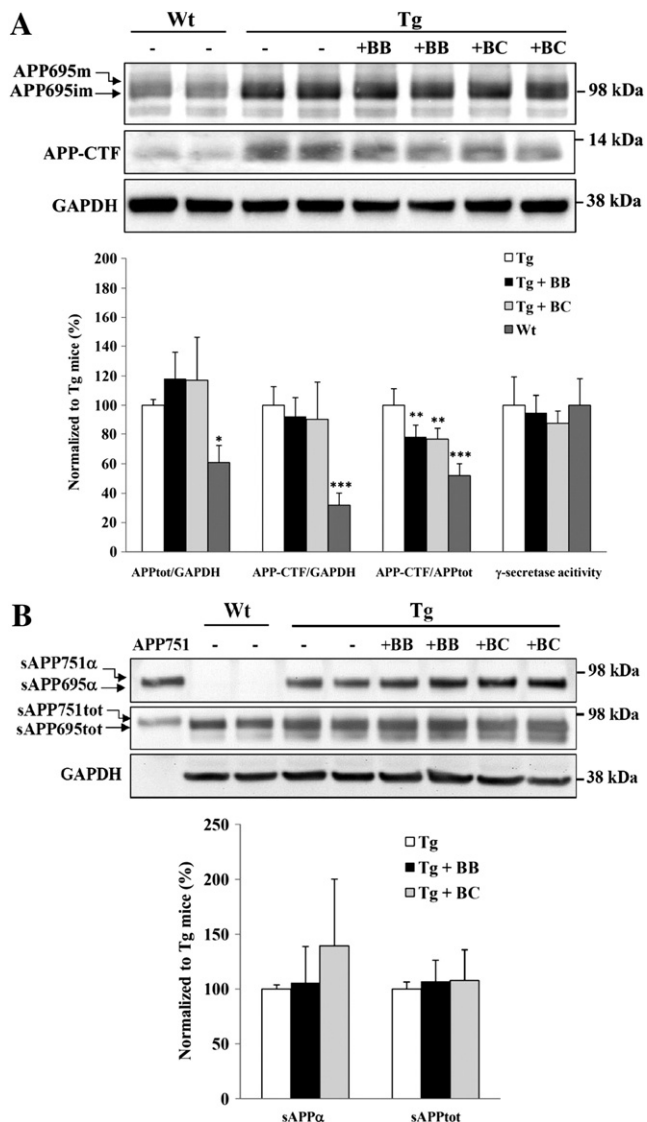 A
Wt Tg
- - - - +BB +BB +BC +BC
APP695m
APP695im
98 kDa
APP-CTF
14 kDa
GAPDH
38 kDa
Normalized to Tg mice (%)
200
180
160
140
120
100
80
60
40
20
0
Tg
Tg + BB
Tg + BC
Wt
* *** ** ** ***
APPtot/GAPDH APP-CTF/GAPDH APP-CTF/APPtot γ-secretase acitivity
B
Wt Tg
APP751 - - - - +BB +BB +BC +BC
sAPP751α
sAPP695α
98 kDa
sAPP751tot
sAPP695tot
98 kDa
GAPDH
38 kDa
Normalized to Tg mice (%)
250
200
150
100
50
0
Tg
Tg + BB
Tg + BC
sAPPα sAPPtot